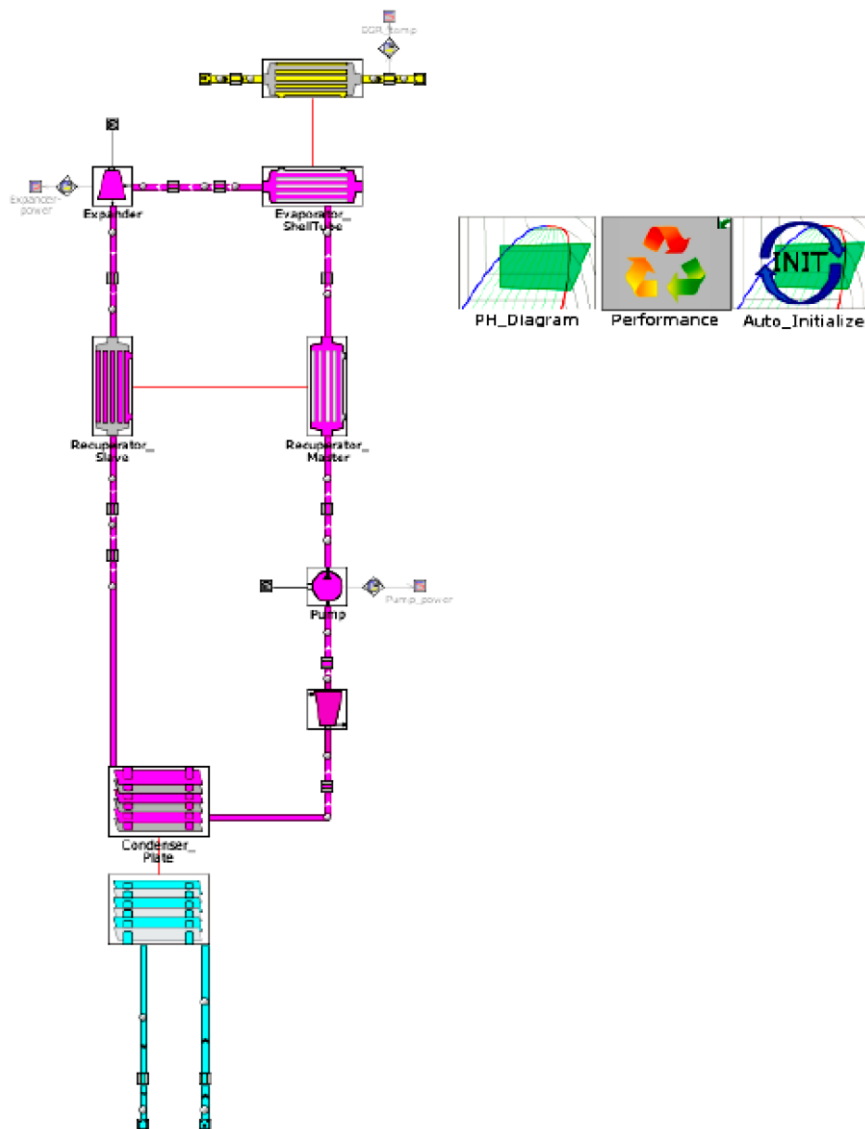 EGR_temp
Expander
Expander-
power
Evaporator_
ShellTube
PH_Diagram
Performance
INIT
Auto_Initialize
Recuperator_
Slave
Recuperator_
Master
Pump
Pump_power
Condenser_
Plate